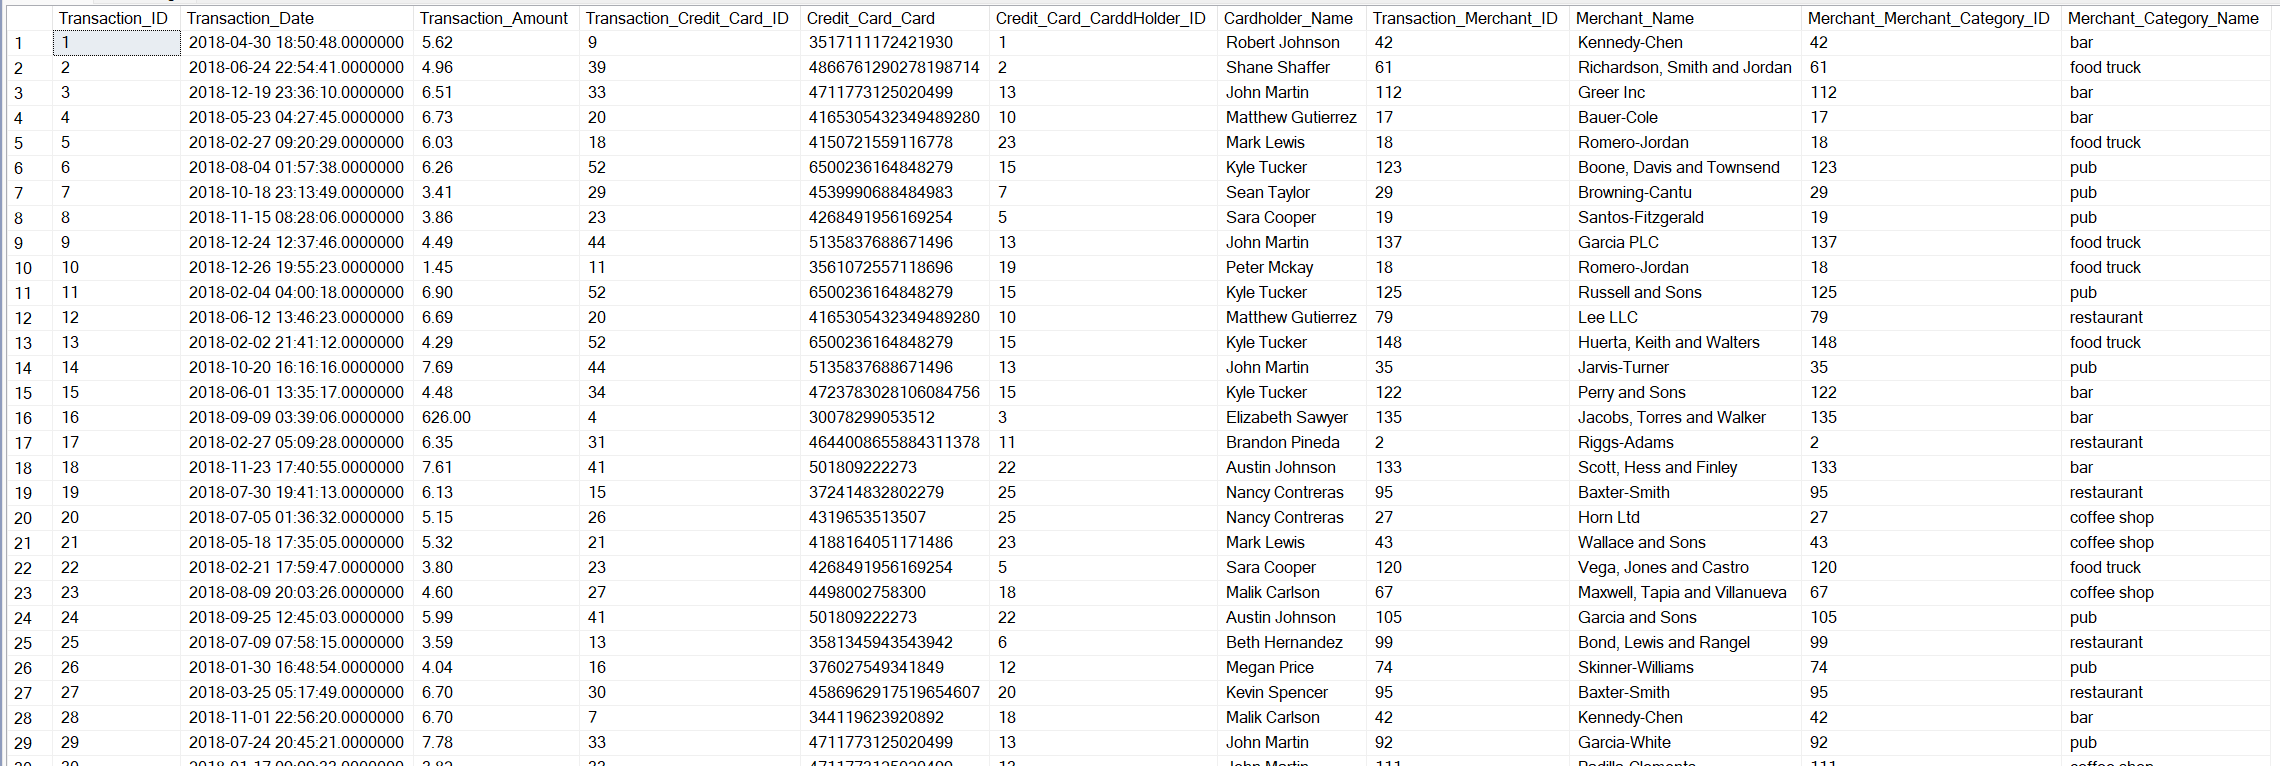 Transaction_ID Transaction_Date Transaction_Amount Transaction_Credit_Card_ID Credit_Card_Card Credit_Card_CarddHolder_ID Cardholder_Name Transaction_Merchant_ID Merchant_Name Merchant_Merchant_Category_ID Merchant_Category_Name
1 1 2018-04-30 18:50:48.0000000 5.62 9 3517111172421930 1 Robert Johnson 42 Kennedy-Chen 42 bar
2 2 2018-06-24 22:54:41.0000000 4.96 39 4866761290278198714 2 Shane Shaffer 61 Richardson, Smith and Jordan 61 food truck
3 3 2018-12-19 23:36:10.0000000 6.51 33 4711773125020499 13 John Martin 112 Greer Inc 112 bar
4 4 2018-05-23 04:27:45.0000000 6.73 20 4165305432349489280 10 Matthew Gutierrez 17 Bauer-Cole 17 bar
5 5 2018-02-27 09:20:29.0000000 6.03 18 4150721559116778 23 Mark Lewis 18 Romero-Jordan 18 food truck
6 6 2018-08-04 01:57:38.0000000 6.26 52 6500236164848279 15 Kyle Tucker 123 Boone, Davis and Townsend 123 pub
7 7 2018-10-18 23:13:49.0000000 3.41 29 4539990688484983 7 Sean Taylor 29 Browning-Cantu 29 pub
8 8 2018-11-15 08:28:06.0000000 3.86 23 4268491956169254 5 Sara Cooper 19 Santos-Fitzgerald 19 pub
9 9 2018-12-24 12:37:46.0000000 4.49 44 5135837688671496 13 John Martin 137 Garcia PLC 137 food truck
10 10 2018-12-26 19:55:23.0000000 1.45 11 3561072557118696 19 Peter Mckay 18 Romero-Jordan 18 food truck
11 11 2018-02-04 04:00:18.0000000 6.90 52 6500236164848279 15 Kyle Tucker 125 Russell and Sons 125 pub
12 12 2018-06-12 13:46:23.0000000 6.69 20 4165305432349489280 10 Matthew Gutierrez 79 Lee LLC 79 restaurant
13 13 2018-02-02 21:41:12.0000000 4.29 52 6500236164848279 15 Kyle Tucker 148 Huerta, Keith and Walters 148 food truck
14 14 2018-10-20 16:16:16.0000000 7.69 44 5135837688671496 13 John Martin 35 Jarvis-Turner 35 pub
15 15 2018-06-01 13:35:17.0000000 4.48 34 4723783028106084756 15 Kyle Tucker 122 Perry and Sons 122 bar
16 16 2018-09-09 03:39:06.0000000 626.00 4 30078299053512 3 Elizabeth Sawyer 135 Jacobs, Torres and Walker 135 bar
17 17 2018-02-27 05:09:28.0000000 6.35 31 4644008655884311378 11 Brandon Pineda 2 Riggs-Adams 2 restaurant
18 18 2018-11-23 17:40:55.0000000 7.61 41 501809222273 22 Austin Johnson 133 Scott, Hess and Finley 133 bar
19 19 2018-07-30 19:41:13.0000000 6.13 15 372414832802279 25 Nancy Contreras 95 Baxter-Smith 95 restaurant
20 20 2018-07-05 01:36:32.0000000 5.15 26 4319653513507 25 Nancy Contreras 27 Horn Ltd 27 coffee shop
21 21 2018-05-18 17:35:05.0000000 5.32 21 4188164051171486 23 Mark Lewis 43 Wallace and Sons 43 coffee shop
22 22 2018-02-21 17:59:47.0000000 3.80 23 4268491956169254 5 Sara Cooper 120 Vega, Jones and Castro 120 food truck
23 23 2018-08-09 20:03:26.0000000 4.60 27 4498002758300 18 Malik Carlson 67 Maxwell, Tapia and Villanueva 67 coffee shop
24 24 2018-09-25 12:45:03.0000000 5.99 41 501809222273 22 Austin Johnson 105 Garcia and Sons 105 pub
25 25 2018-07-09 07:58:15.0000000 3.59 13 3581345943543942 6 Beth Hernandez 99 Bond, Lewis and Rangel 99 restaurant
26 26 2018-01-30 16:48:54.0000000 4.04 16 376027549341849 12 Megan Price 74 Skinner-Williams 74 pub
27 27 2018-03-25 05:17:49.0000000 6.70 30 4586962917519654607 20 Kevin Spencer 95 Baxter-Smith 95 restaurant
28 28 2018-11-01 22:56:20.0000000 6.70 7 344119623920892 18 Malik Carlson 42 Kennedy-Chen 42 bar
29 29 2018-07-24 20:45:21.0000000 7.78 33 4711773125020499 13 John Martin 92 Garcia-White 92 pub